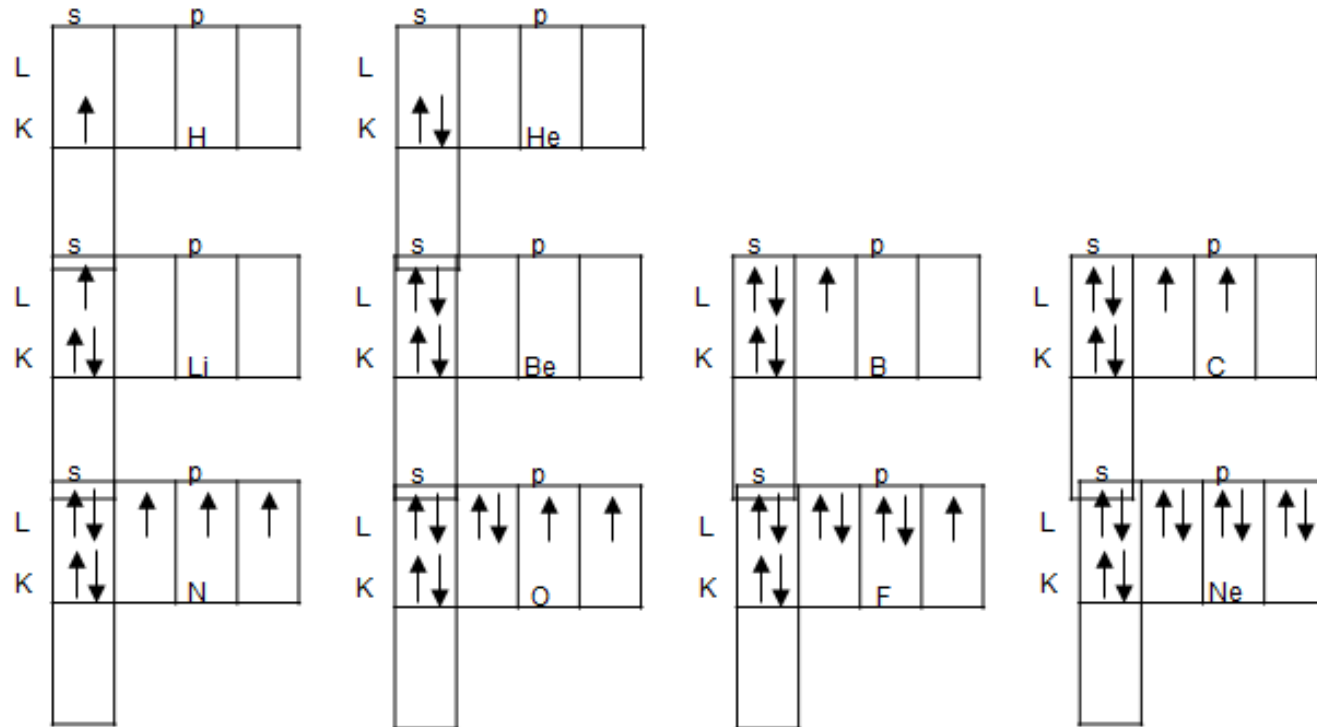 s p s p
L L
K H K He
s p s p s p s p
L L L L
K Li K Be K B K C
s p s p s p s p
L L L L
K N K O K F K Ne